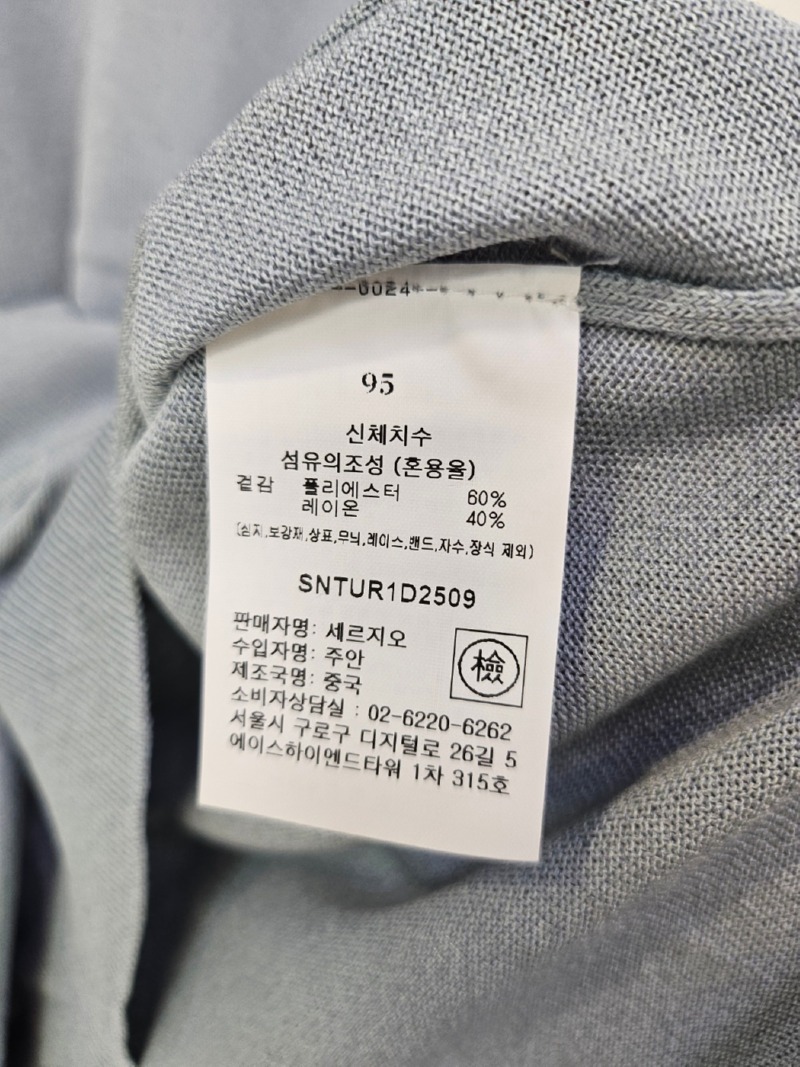 95
신체치수
섬유의조성 (혼용율)
겉감 폴리에스터 60%
레이온 40%
(심지,보강재,상표,무늬,레이스,밴드,자수,장식 제외)
SNTUR1D2509
판매자명: 세르지오
수입자명: 주안
제조국명: 중국
檢
소비자상담실 : 02-6220-6262
서울시 구로구 디지털로 26길 5
에이스하이엔드타워 1차 315호